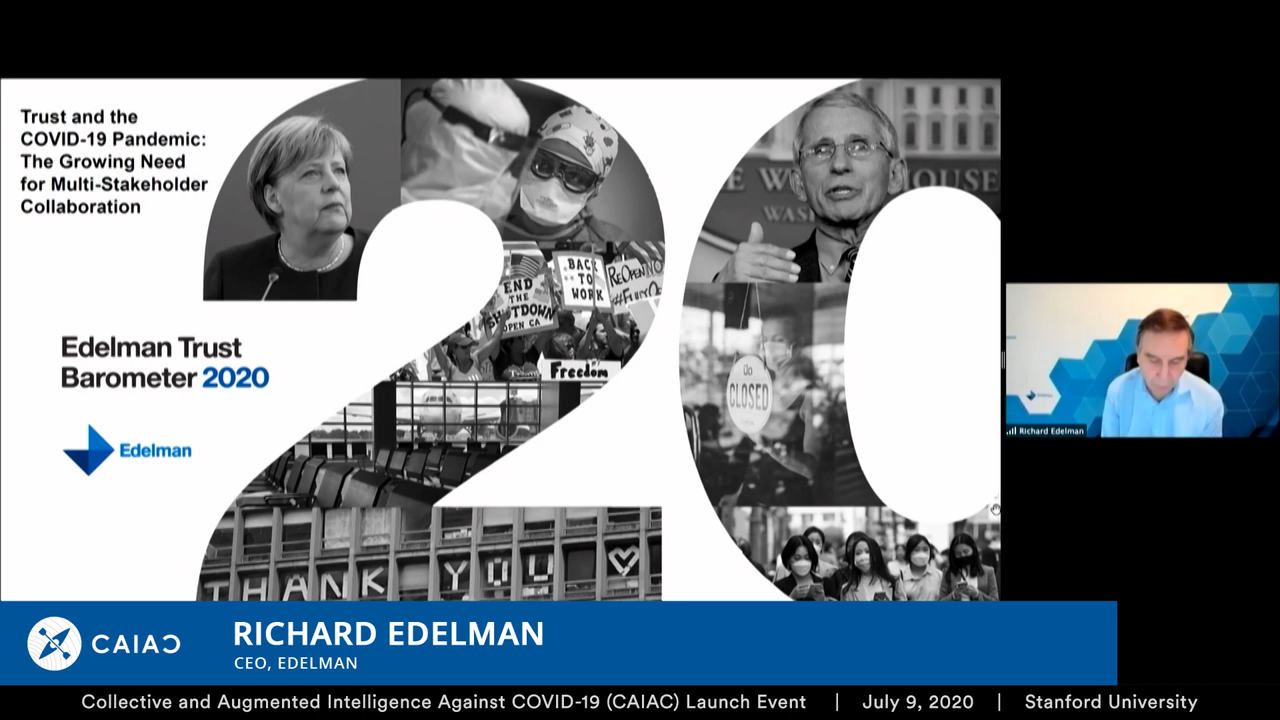 Trust and the
COVID-19 Pandemic:
The Growing Need
for Multi-Stakeholder
Collaboration
Edelman Trust
Barometer 2020
Edelman
E W
HOUSE
WAS
END
THE
SHUTDOWN
OPEN CA
BACK
TO
WORK
REOPEN
Freedom
CLOSED
THANK YOU
Richard Edelman
CAIAC
RICHARD EDELMAN
CEO, EDELMAN
Collective and Augmented Intelligence Against COVID-19 (CAIAC) Launch Event | July 9, 2020 | Stanford University